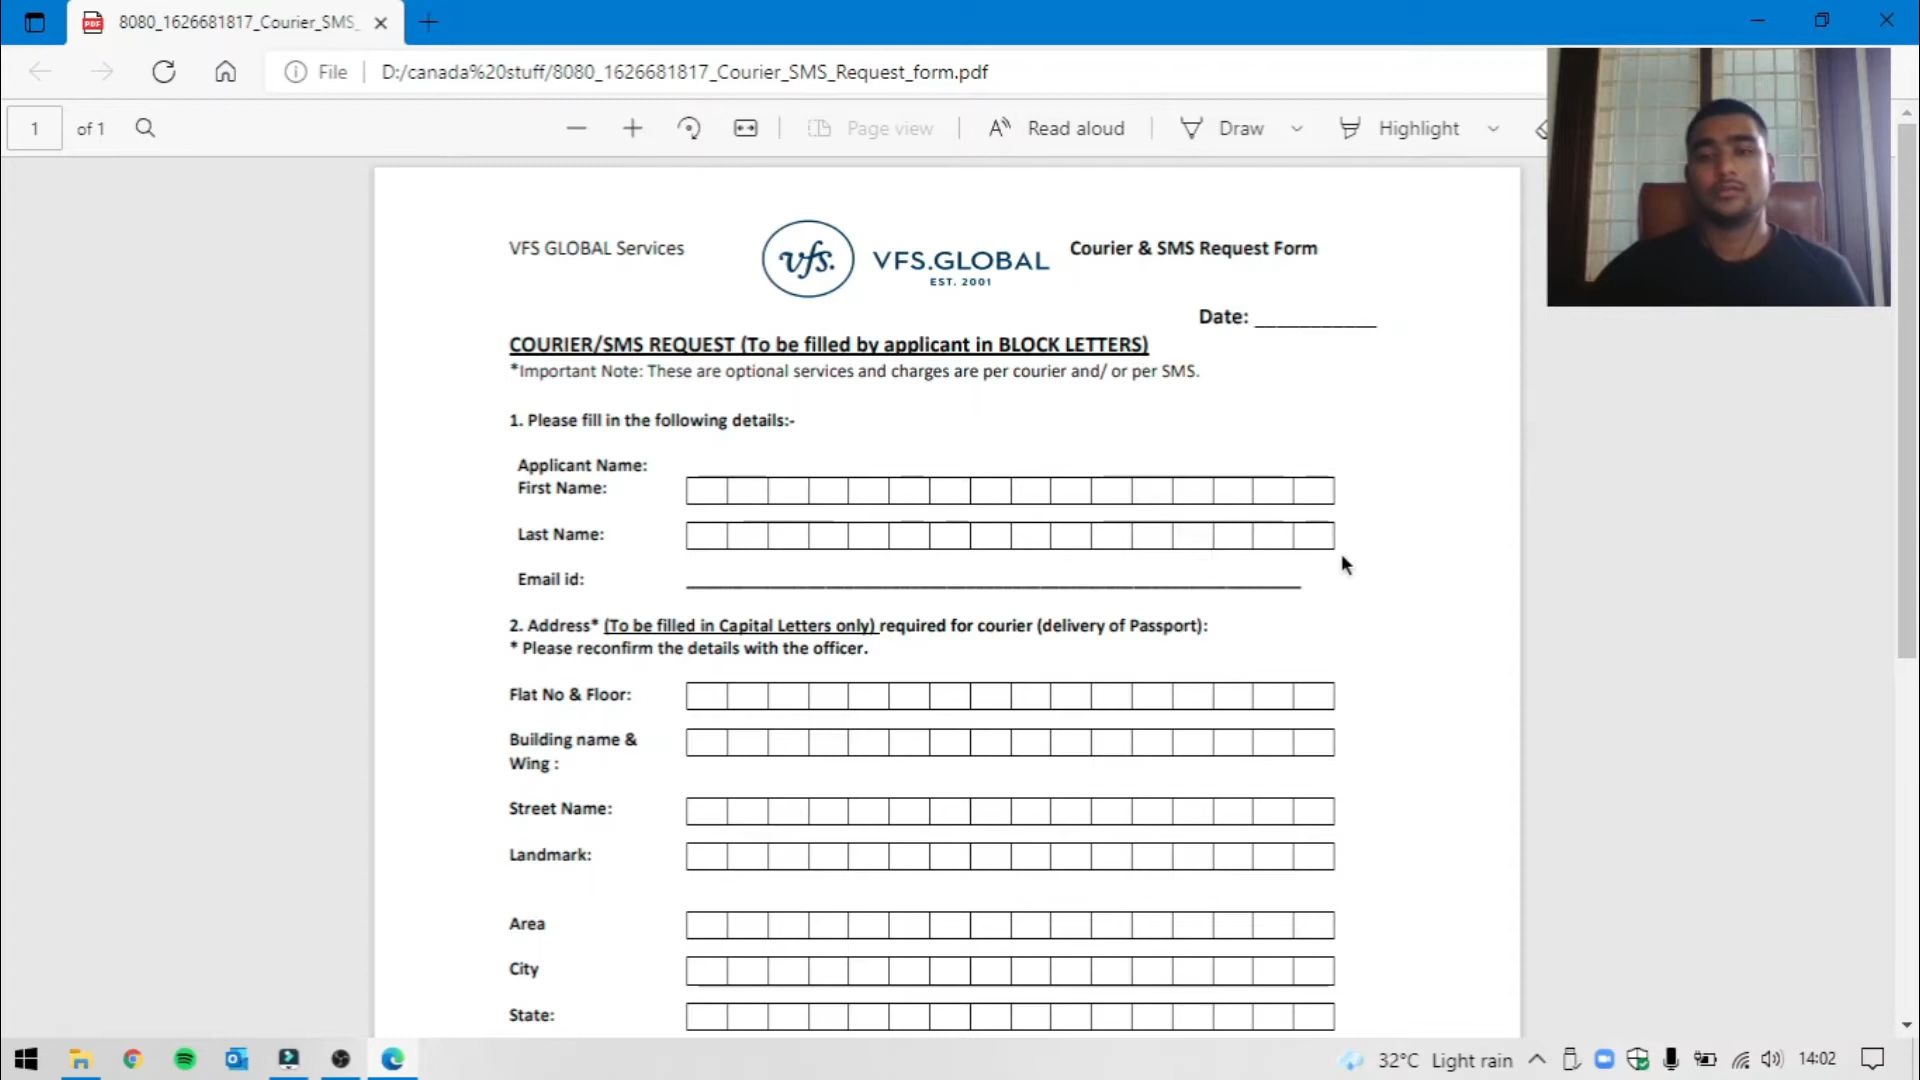 8080_1626681817_Courier_SMS_
File
D:/canada%20stuff/8080_1626681817_Courier_SMS_Request_form.pdf
1 of 1
Page view
Read aloud
Draw
Highlight
VFS GLOBAL Services
vfs.
VFS.GLOBAL
EST. 2001
Courier & SMS Request Form
Date: ___________
COURIER/SMS REQUEST (To be filled by applicant in BLOCK LETTERS)
*Important Note: These are optional services and charges are per courier and/ or per SMS.
1. Please fill in the following details:-
Applicant Name:
First Name:
Last Name:
Email id:
2. Address* (To be filled in Capital Letters only) required for courier (delivery of Passport):
* Please reconfirm the details with the officer.
Flat No & Floor:
Building name &
Wing :
Street Name:
Landmark:
Area
City
State:
32°C Light rain
14:02